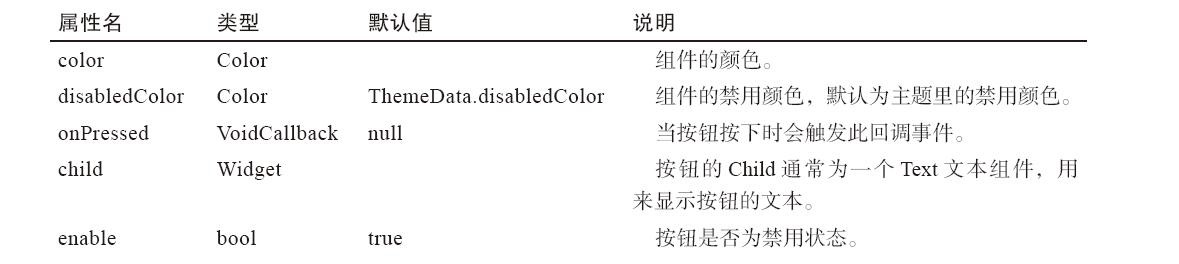 属性名 类型 默认值 说明
color Color 组件的颜色。
disabledColor Color ThemeData.disabledColor 组件的禁用颜色，默认为主题里的禁用颜色。
onPressed VoidCallback null 当按钮按下时会触发此回调事件。
child Widget 按钮的 Child 通常为一个 Text 文本组件，用
来显示按钮的文本。
enable bool true 按钮是否为禁用状态。